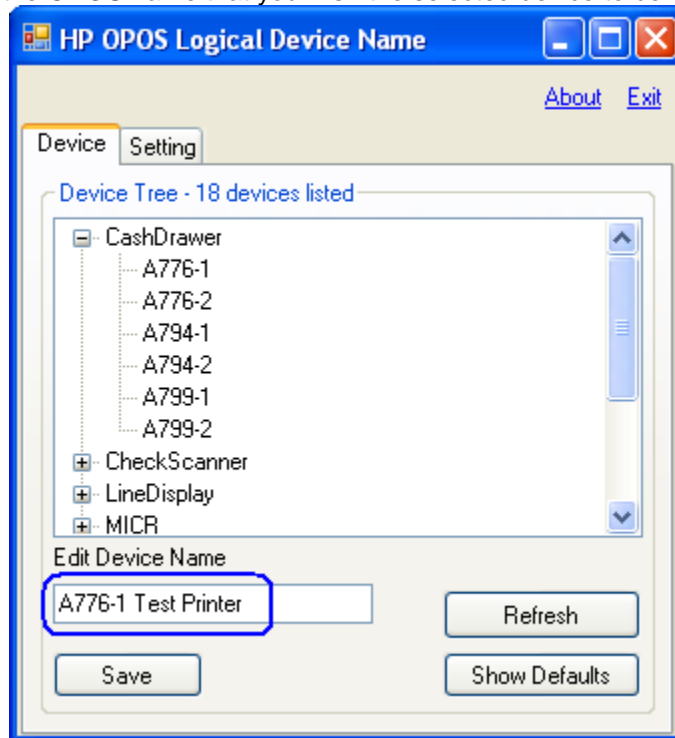 HP OPOS Logical Device Name
About Exit
Device Setting
Device Tree - 18 devices listed
CashDrawer
A776-1
A776-2
A794-1
A794-2
A799-1
A799-2
CheckScanner
LineDisplay
MICR
Edit Device Name
A776-1 Test Printer
Refresh
Save Show Defaults